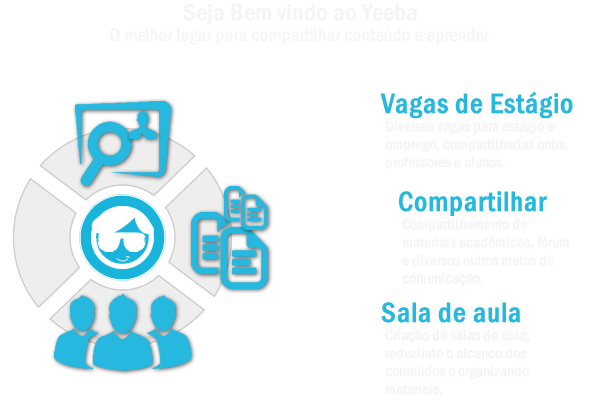 Seja Bem vindo ao Yeeba
O melhor lugar para compartilhar conteúdo e aprender
Vagas de Estágio
Diversas vagas para estágio e
emprego, compartilhadas entre
professores e alunos.
Compartilhar
Compartilhamento de
materiais acadêmicos, fórum
e diversos outros meios de
comunicação.
Sala de aula
Criação de salas de aula,
reduzindo o alcance dos
conteúdos e organizando
materiais.